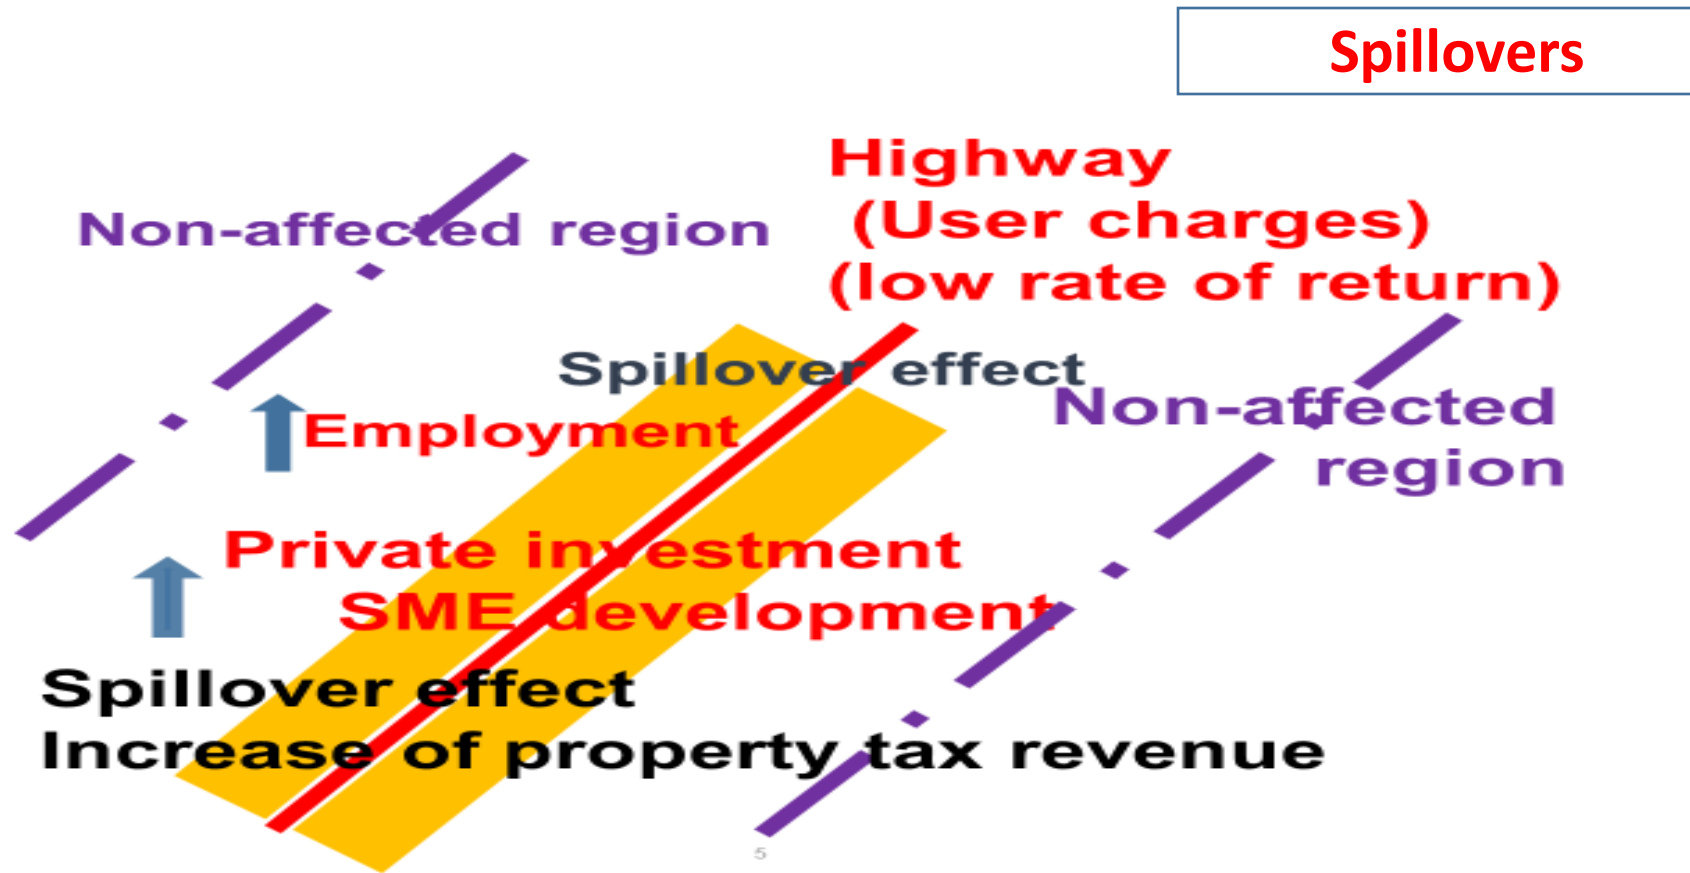 Spillovers
Highway
(User charges)
(low rate of return)
Non-affected region
Spillover effect
Non-affected
region
Employment
Private investment
SME development
Spillover effect
Increase of property tax revenue
5